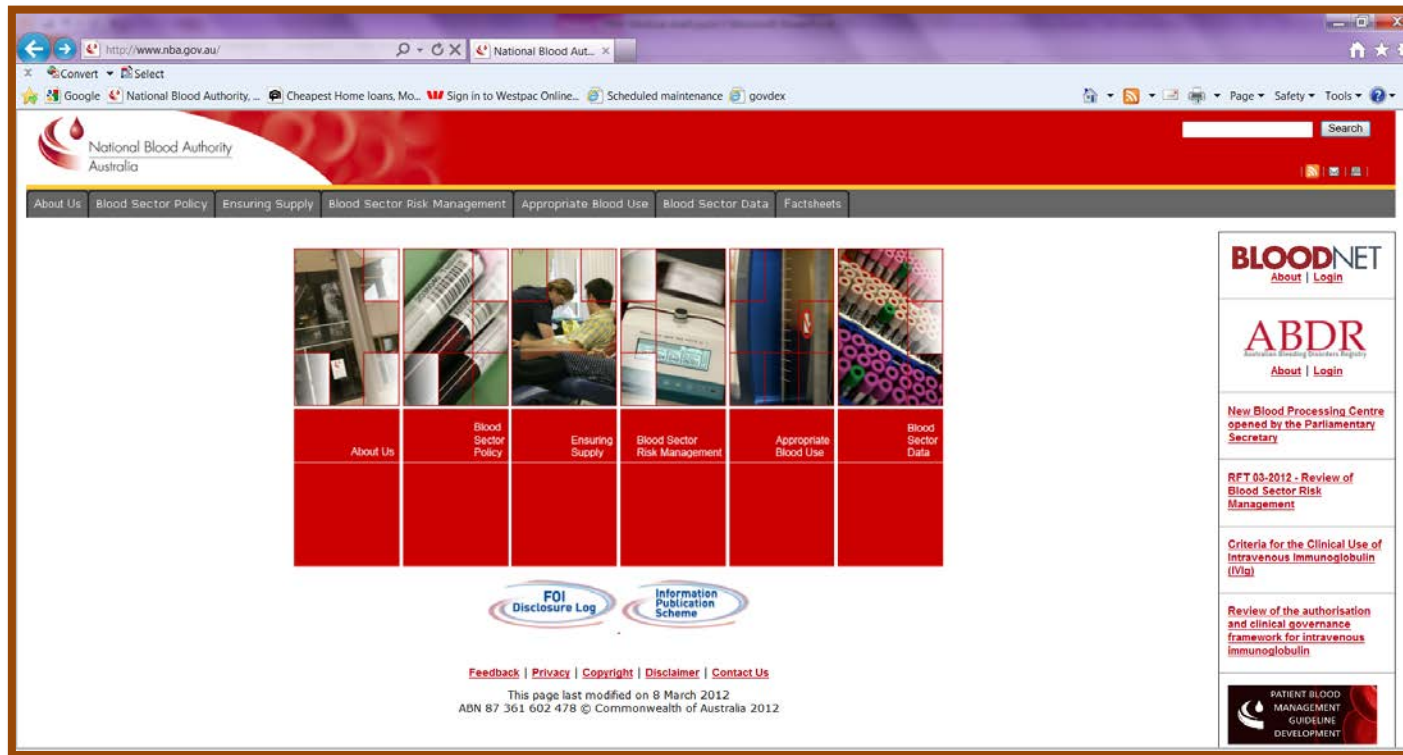 http://www.nba.gov.au/
National Blood Aut...
x Convert Select
Google National Blood Authority, ... Cheapest Home loans, Mo... Sign in to Westpac Online... Scheduled maintenance govdex
Page Safety Tools
National Blood Authority
Australia
Search
About Us Blood Sector Policy Ensuring Supply Blood Sector Risk Management Appropriate Blood Use Blood Sector Data Factsheets
About Us
Blood
Sector
Policy
Ensuring
Supply
Blood Sector
Risk Management
Appropriate
Blood Use
Blood
Sector
Data
FOI
Disclosure Log
Information
Publication
Scheme
Feedback | Privacy | Copyright | Disclaimer | Contact Us
This page last modified on 8 March 2012
ABN 87 361 602 478 © Commonwealth of Australia 2012
BLOODNET
About | Login
ABDR
Australian Bleeding Disorders Registry
About | Login
New Blood Processing Centre
opened by the Parliamentary
Secretary
RFT 03-2012 - Review of
Blood Sector Risk
Management
Criteria for the Clinical Use of
Intravenous Immunoglobulin
(IVIg)
Review of the authorisation
and clinical governance
framework for intravenous
immunoglobulin
PATIENT BLOOD
MANAGEMENT
GUIDELINE
DEVELOPMENT